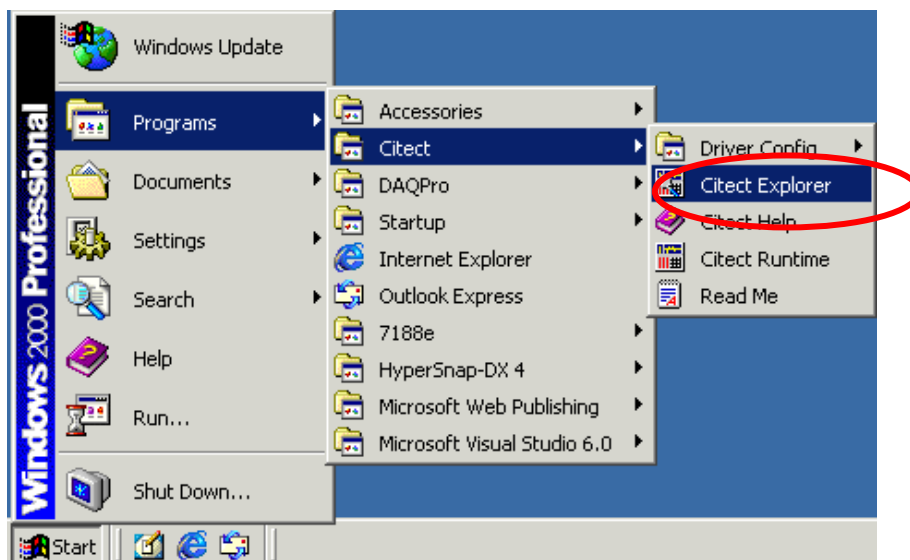 Windows 2000 Professional
Windows Update
Programs
Documents
Settings
Search
Help
Run...
Shut Down...
Accessories
Citect
DAQPro
Startup
Internet Explorer
Outlook Express
7188e
HyperSnap-DX 4
Microsoft Web Publishing
Microsoft Visual Studio 6.0
Driver Config
Citect Explorer
Citect Help
Citect Runtime
Read Me
Start